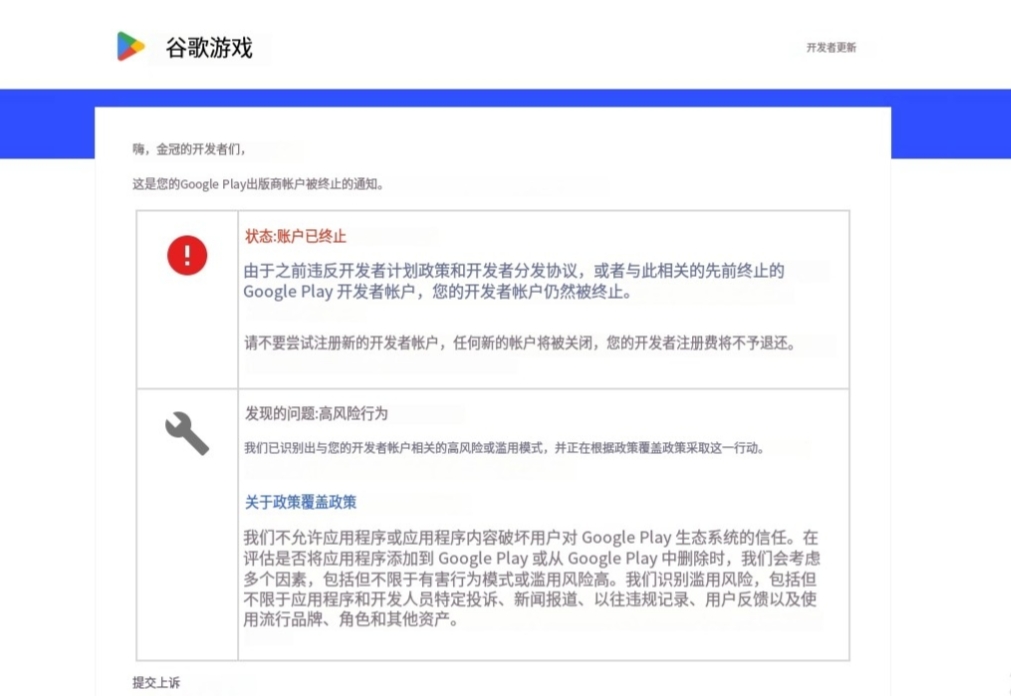 谷歌游戏
开发者更新
嗨，金冠的开发者们，
这是您的Google Play出版商帐户被终止的通知。
状态:账户已终止
由于之前违反开发者计划政策和开发者分发协议，或者与此相关的先前终止的
Google Play 开发者帐户，您的开发者帐户仍然被终止。
请不要尝试注册新的开发者帐户，任何新的帐户将被关闭，您的开发者注册费将不予退还。
发现的问题:高风险行为
我们已识别出与您的开发者帐户相关的高风险或滥用模式，并正在根据政策覆盖政策采取这一行动。
关于政策覆盖政策
我们不允许应用程序或应用程序内容破坏用户对 Google Play 生态系统的信任。在
评估是否将应用程序添加到 Google Play 或从 Google Play 中删除时，我们会考虑
多个因素，包括但不限于有害行为模式或滥用风险高。我们识别滥用风险，包括但
不限于应用程序和开发人员特定投诉、新闻报道、以往违规记录、用户反馈以及使
用流行品牌、角色和其他资产。
提交上诉